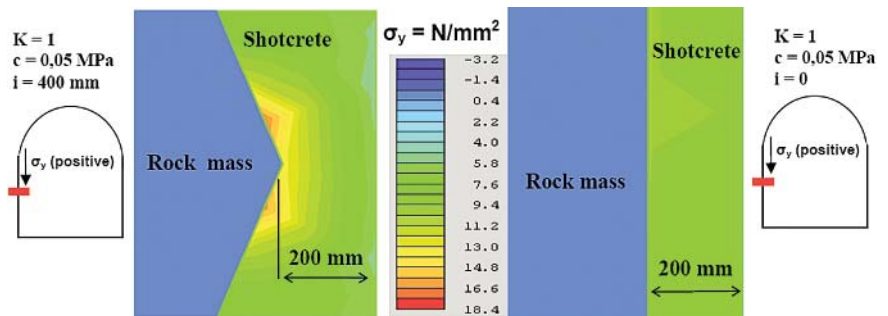 K = 1
c = 0,05 MPa
i = 400 mm
σy (positive)
Shotcrete
Rock mass
200 mm
σy = N/mm²
-3.2
-1.4
0.4
2.2
4.0
5.8
7.6
9.4
11.2
13.0
14.8
16.6
18.4
Shotcrete
Rock mass
200 mm
K = 1
c = 0,05 MPa
i = 0
σy (positive)